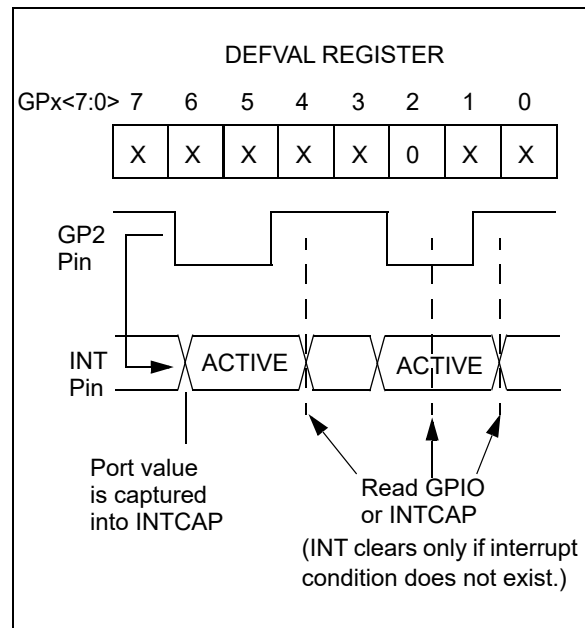 DEFVAL REGISTER
GPx<7:0> 7 6 5 4 3 2 1 0
X X X X X 0 X X
GP2
Pin
INT
Pin
ACTIVE
ACTIVE
Port value
is captured
into INTCAP
Read GPIO
or INTCAP
(INT clears only if interrupt
condition does not exist.)